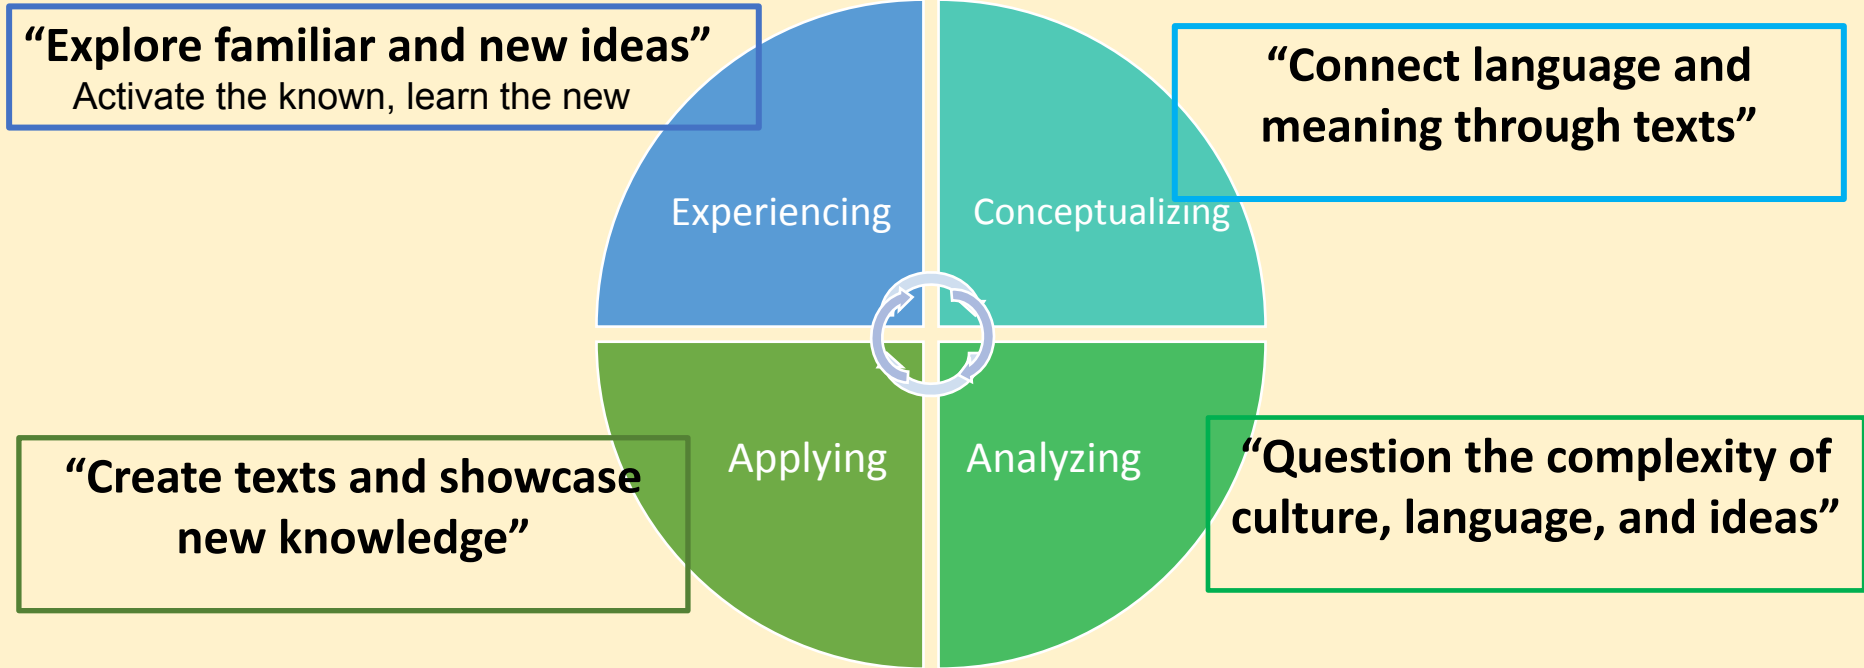 “Explore familiar and new ideas”
Activate the known, learn the new
“Connect language and
meaning through texts”
Experiencing
Conceptualizing
Applying
Analyzing
“Create texts and showcase
new knowledge”
“Question the complexity of
culture, language, and ideas”